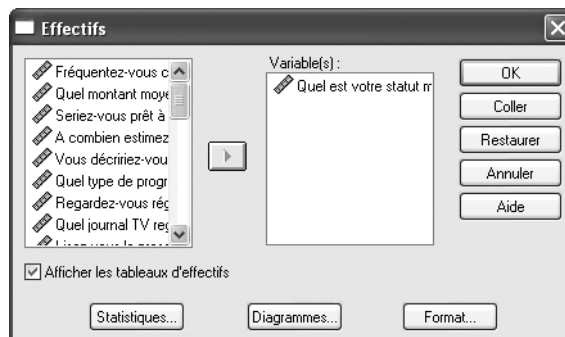 Effectifs
Fréquentez-vous c
Quel montant moye
Seriez-vous prêt à
A combien estimez
Vous décririez-vou
Quel type de progr
Regardez-vous rég
Quel journal TV reg
Variable(s) :
Quel est votre statut m
OK
Coller
Restaurer
Annuler
Aide
Afficher les tableaux d'effectifs
Statistiques...
Diagrammes...
Format...